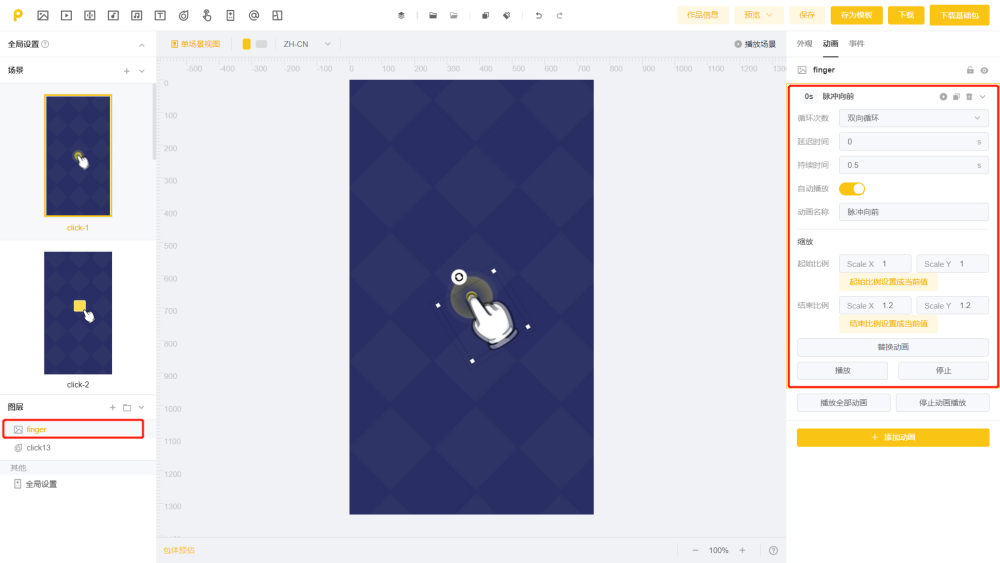 作品信息
预览
保存
存为模板
下载
下载基础包
全局设置
场景
click-1
click-2
图层
finger
click13
其他
全局设置
单场景视图
ZH-CN
播放场景
-500 -400 -300 -200 -100 0 100 200 300 400 500 600 700 800 900 1000 1100 1200 130
0
100
200
300
400
500
600
700
800
900
1000
1100
1200
1300
包体预估
100%
外观 动画 事件
finger
0s 脉冲向前
循环次数 双向循环
延迟时间 0 s
持续时间 0.5 s
自动播放
动画名称 脉冲向前
缩放
起始比例 Scale X 1 Scale Y 1
起始比例设置成当前值
结束比例 Scale X 1.2 Scale Y 1.2
结束比例设置成当前值
替换动画
播放 停止
播放全部动画 停止动画播放
+ 添加动画